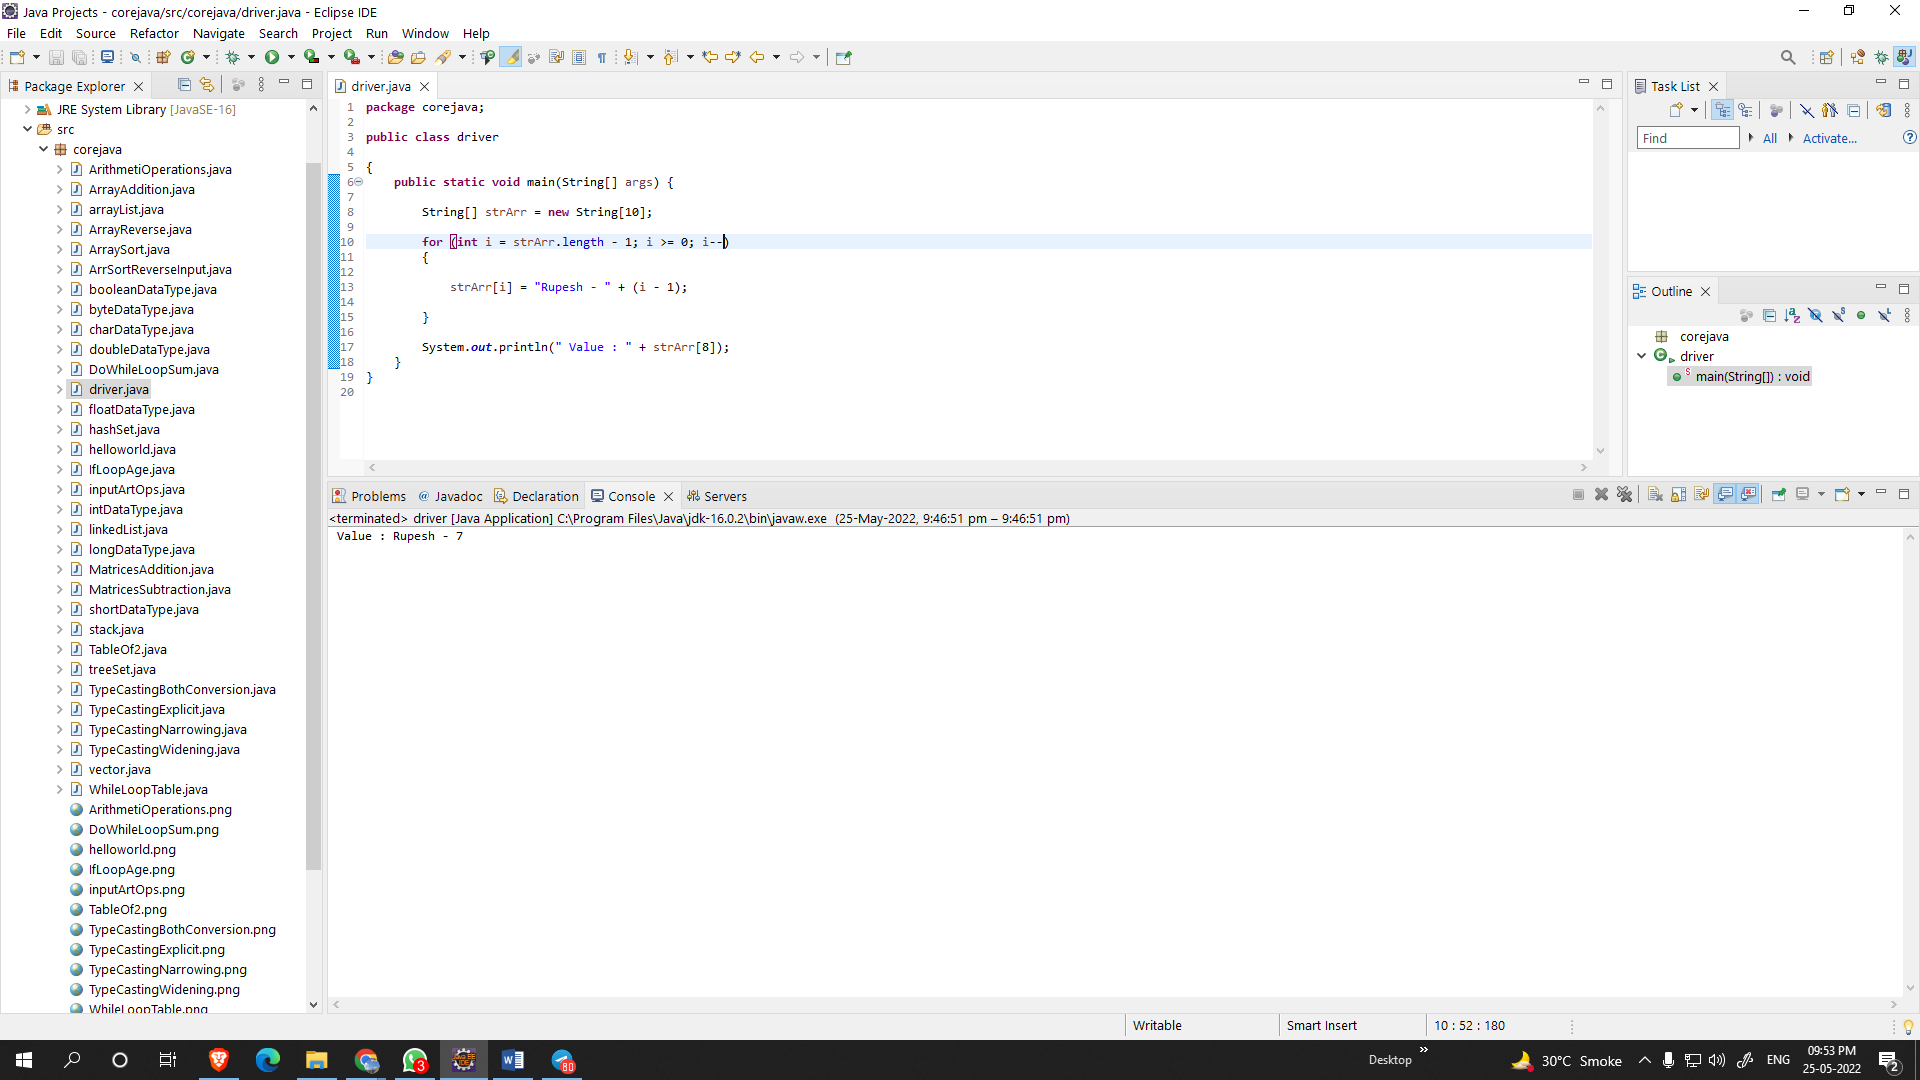 Java Projects - corejava/src/corejava/driver.java - Eclipse IDE
File Edit Source Refactor Navigate Search Project Run Window Help
Package Explorer
JRE System Library [JavaSE-16]
src
corejava
ArithmetiOperations.java
ArrayAddition.java
arrayList.java
ArrayReverse.java
ArraySort.java
ArrSortReverseInput.java
booleanDataType.java
byteDataType.java
charDataType.java
doubleDataType.java
DoWhileLoopSum.java
driver.java
floatDataType.java
hashSet.java
helloworld.java
IfLoopAge.java
inputArtOps.java
intDataType.java
linkedList.java
longDataType.java
MatricesAddition.java
MatricesSubtraction.java
shortDataType.java
stack.java
TableOf2.java
treeSet.java
TypeCastingBothConversion.java
TypeCastingExplicit.java
TypeCastingNarrowing.java
TypeCastingWidening.java
vector.java
WhileLoopTable.java
ArithmetiOperations.png
DoWhileLoopSum.png
helloworld.png
IfLoopAge.png
inputArtOps.png
TableOf2.png
TypeCastingBothConversion.png
TypeCastingExplicit.png
TypeCastingNarrowing.png
TypeCastingWidening.png
WhileLoopTable.png
driver.java
1 package corejava;
2
3 public class driver
4
5 {
6 public static void main(String[] args) {
7
8 String[] strArr = new String[10];
9
10 for (int i = strArr.length - 1; i >= 0; i--)
11 {
12
13 strArr[i] = "Rupesh - " + (i - 1);
14
15 }
16
17 System.out.println(" Value : " + strArr[8]);
18 }
19 }
20
Task List
Find All Activate...
Outline
corejava
driver
main(String[]) : void
Problems @ Javadoc Declaration Console Servers
<terminated> driver [Java Application] C:\Program Files\Java\jdk-16.0.2\bin\javaw.exe (25-May-2022, 9:46:51 pm – 9:46:51 pm)
Value : Rupesh - 7
Writable Smart Insert 10 : 52 : 180
3
80
Desktop
30°C Smoke
ENG
09:53 PM
25-05-2022
2